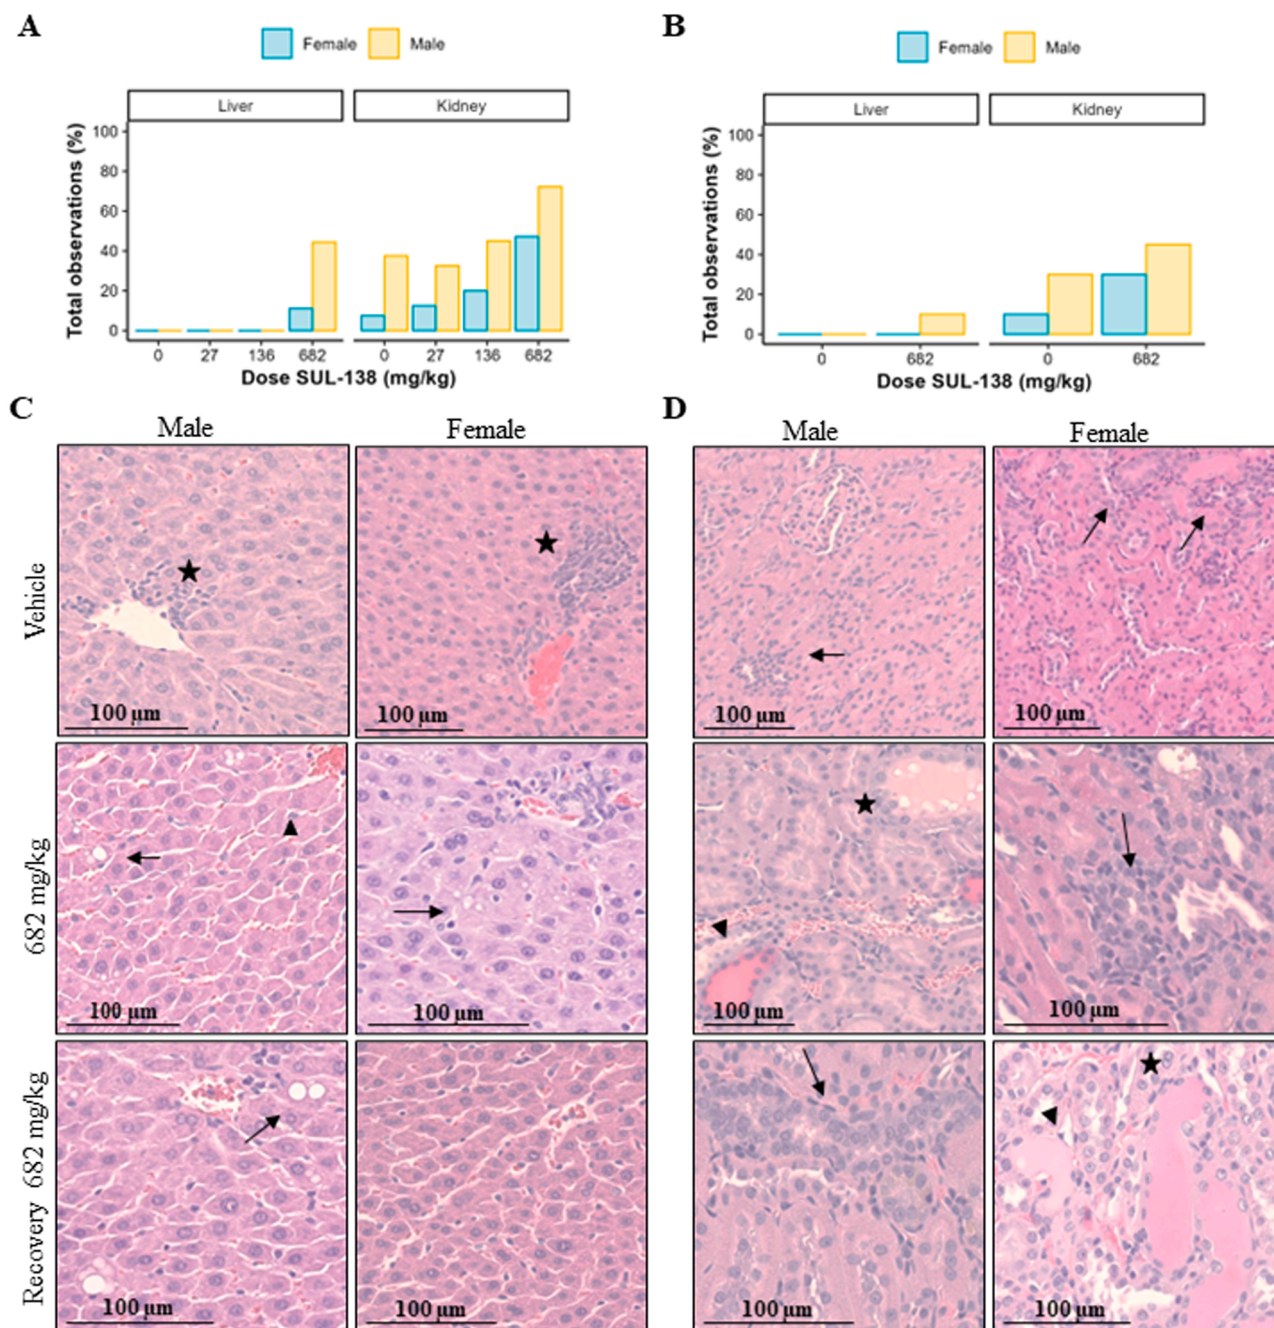 A
Female Male
Liver Kidney
Total observations (%)
100
80
60
40
20
0
0 27 136 682 0 27 136 682
Dose SUL-138 (mg/kg)
B
Female Male
Liver Kidney
Total observations (%)
100
80
60
40
20
0
0 682 0 682
Dose SUL-138 (mg/kg)
C
Male Female
Vehicle
100 µm 100 µm
682 mg/kg
100 µm 100 µm
Recovery 682 mg/kg
100 µm 100 µm
D
Male Female
100 µm 100 µm
100 µm 100 µm
100 µm 100 µm